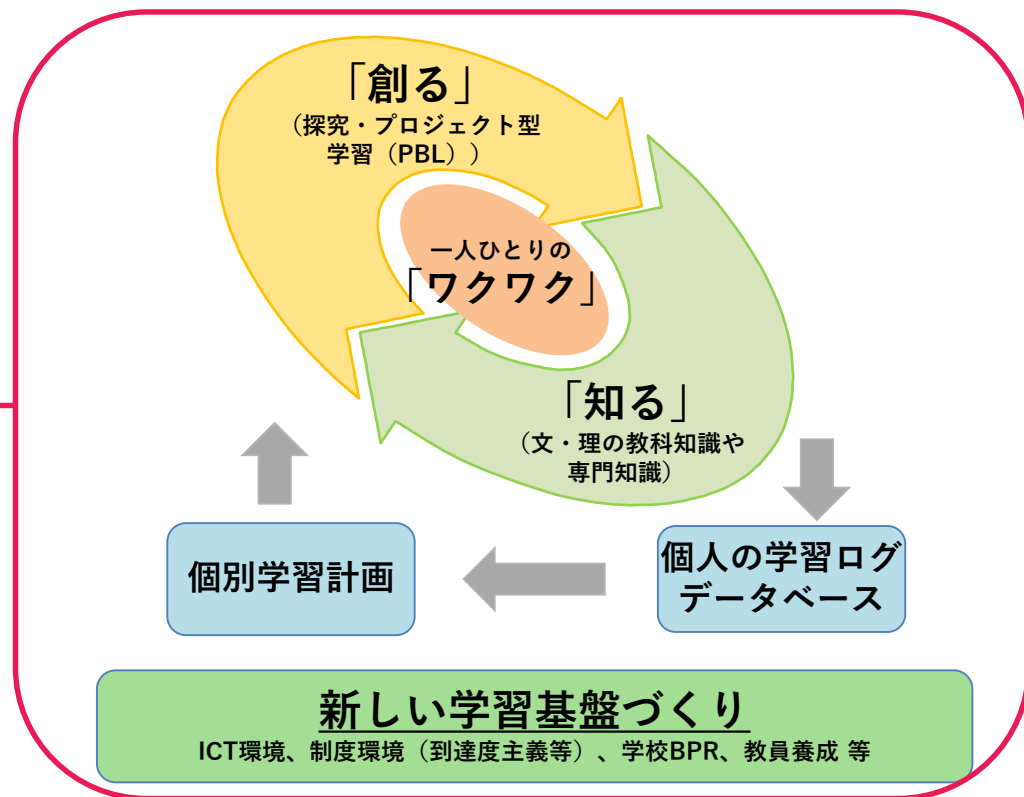 「創る」
（探究・プロジェクト型
学習（PBL））
一人ひとりの
「ワクワク」
「知る」
（文・理の教科知識や
専門知識）
個別学習計画
個人の学習ログ
データベース
新しい学習基盤づくり
ICT環境、制度環境（到達度主義等）、学校BPR、教員養成 等